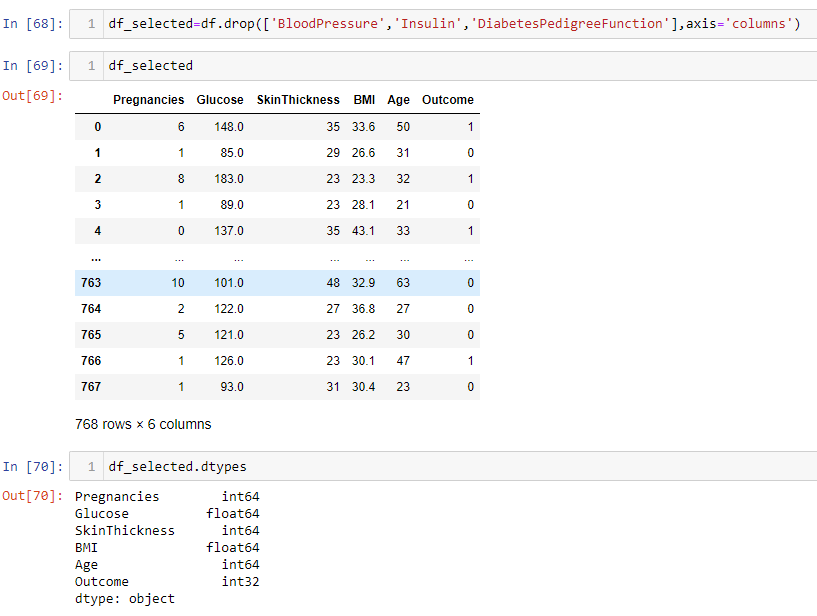 In [68]: 1 df_selected=df.drop(['BloodPressure','Insulin','DiabetesPedigreeFunction'],axis='columns')
In [69]: 1 df_selected
Out[69]:
Pregnancies Glucose SkinThickness BMI Age Outcome
0 6 148.0 35 33.6 50 1
1 1 85.0 29 26.6 31 0
2 8 183.0 23 23.3 32 1
3 1 89.0 23 28.1 21 0
4 0 137.0 35 43.1 33 1
... ... ... ... ... ... ...
763 10 101.0 48 32.9 63 0
764 2 122.0 27 36.8 27 0
765 5 121.0 23 26.2 30 0
766 1 126.0 23 30.1 47 1
767 1 93.0 31 30.4 23 0
768 rows × 6 columns
In [70]: 1 df_selected.dtypes
Out[70]: Pregnancies int64
Glucose float64
SkinThickness int64
BMI float64
Age int64
Outcome int32
dtype: object